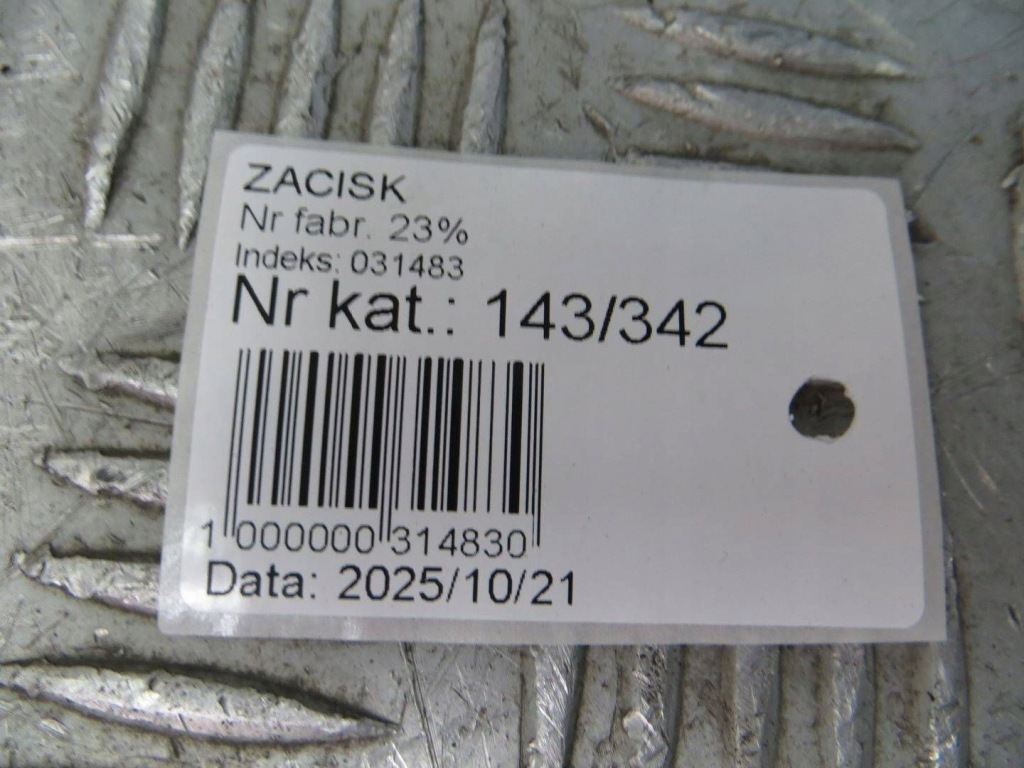 ZACISK
Nr fabr. 23%
Indeks: 031483
Nr kat.: 143/342
1 000000 314830
Data: 2025/10/21